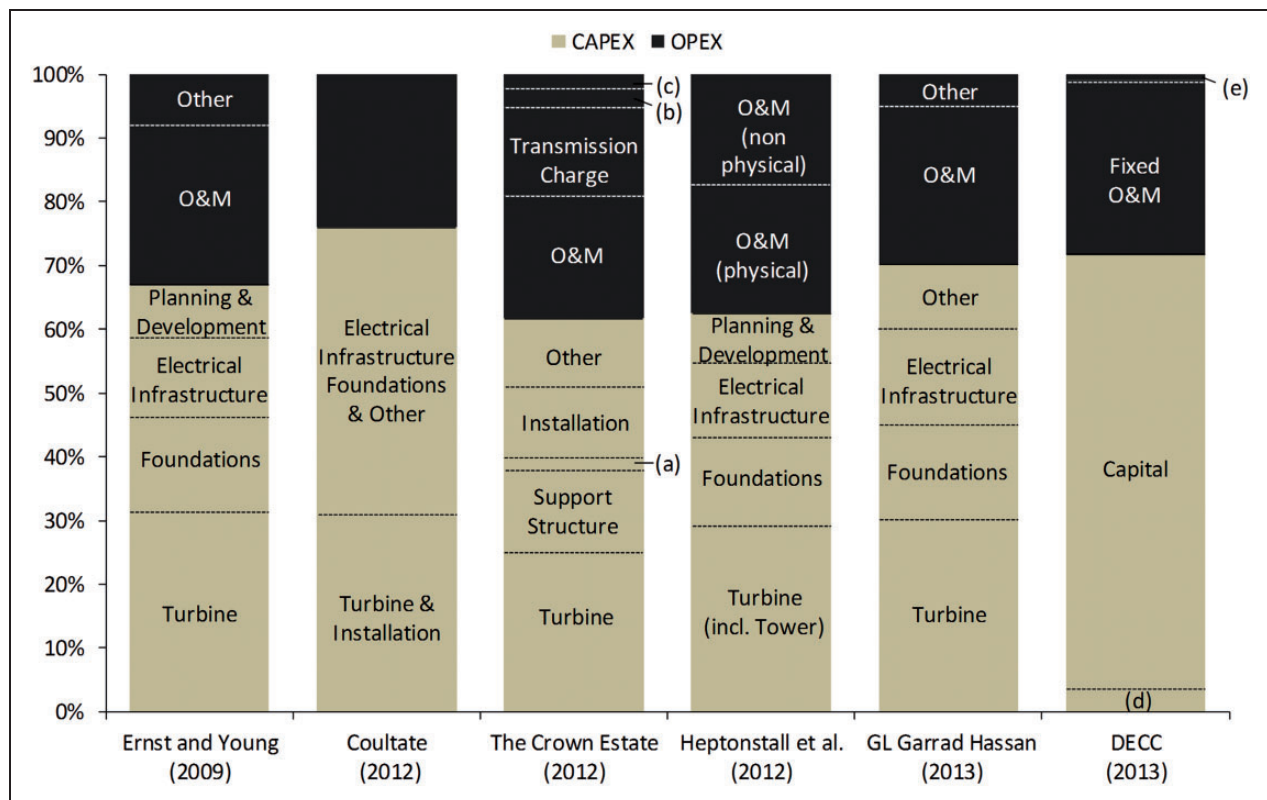 CAPEX OPEX
100%
90%
80%
70%
60%
50%
40%
30%
20%
10%
0%
Other
O&M
Planning &
Development
Electrical
Infrastructure
Foundations
Turbine
Electrical
Infrastructure
Foundations
& Other
Turbine &
Installation
(c)
(b)
Transmission
Charge
O&M
Other
Installation
(a)
Support
Structure
Turbine
O&M
(non
physical)
O&M
(physical)
Planning &
Development
Electrical
Infrastructure
Foundations
Turbine
(incl. Tower)
Other
O&M
Other
Electrical
Infrastructure
Foundations
Turbine
(e)
Fixed
O&M
Capital
(d)
Ernst and Young
(2009)
Coultate
(2012)
The Crown Estate
(2012)
Heptonstall et al.
(2012)
GL Garrad Hassan
(2013)
DECC
(2013)